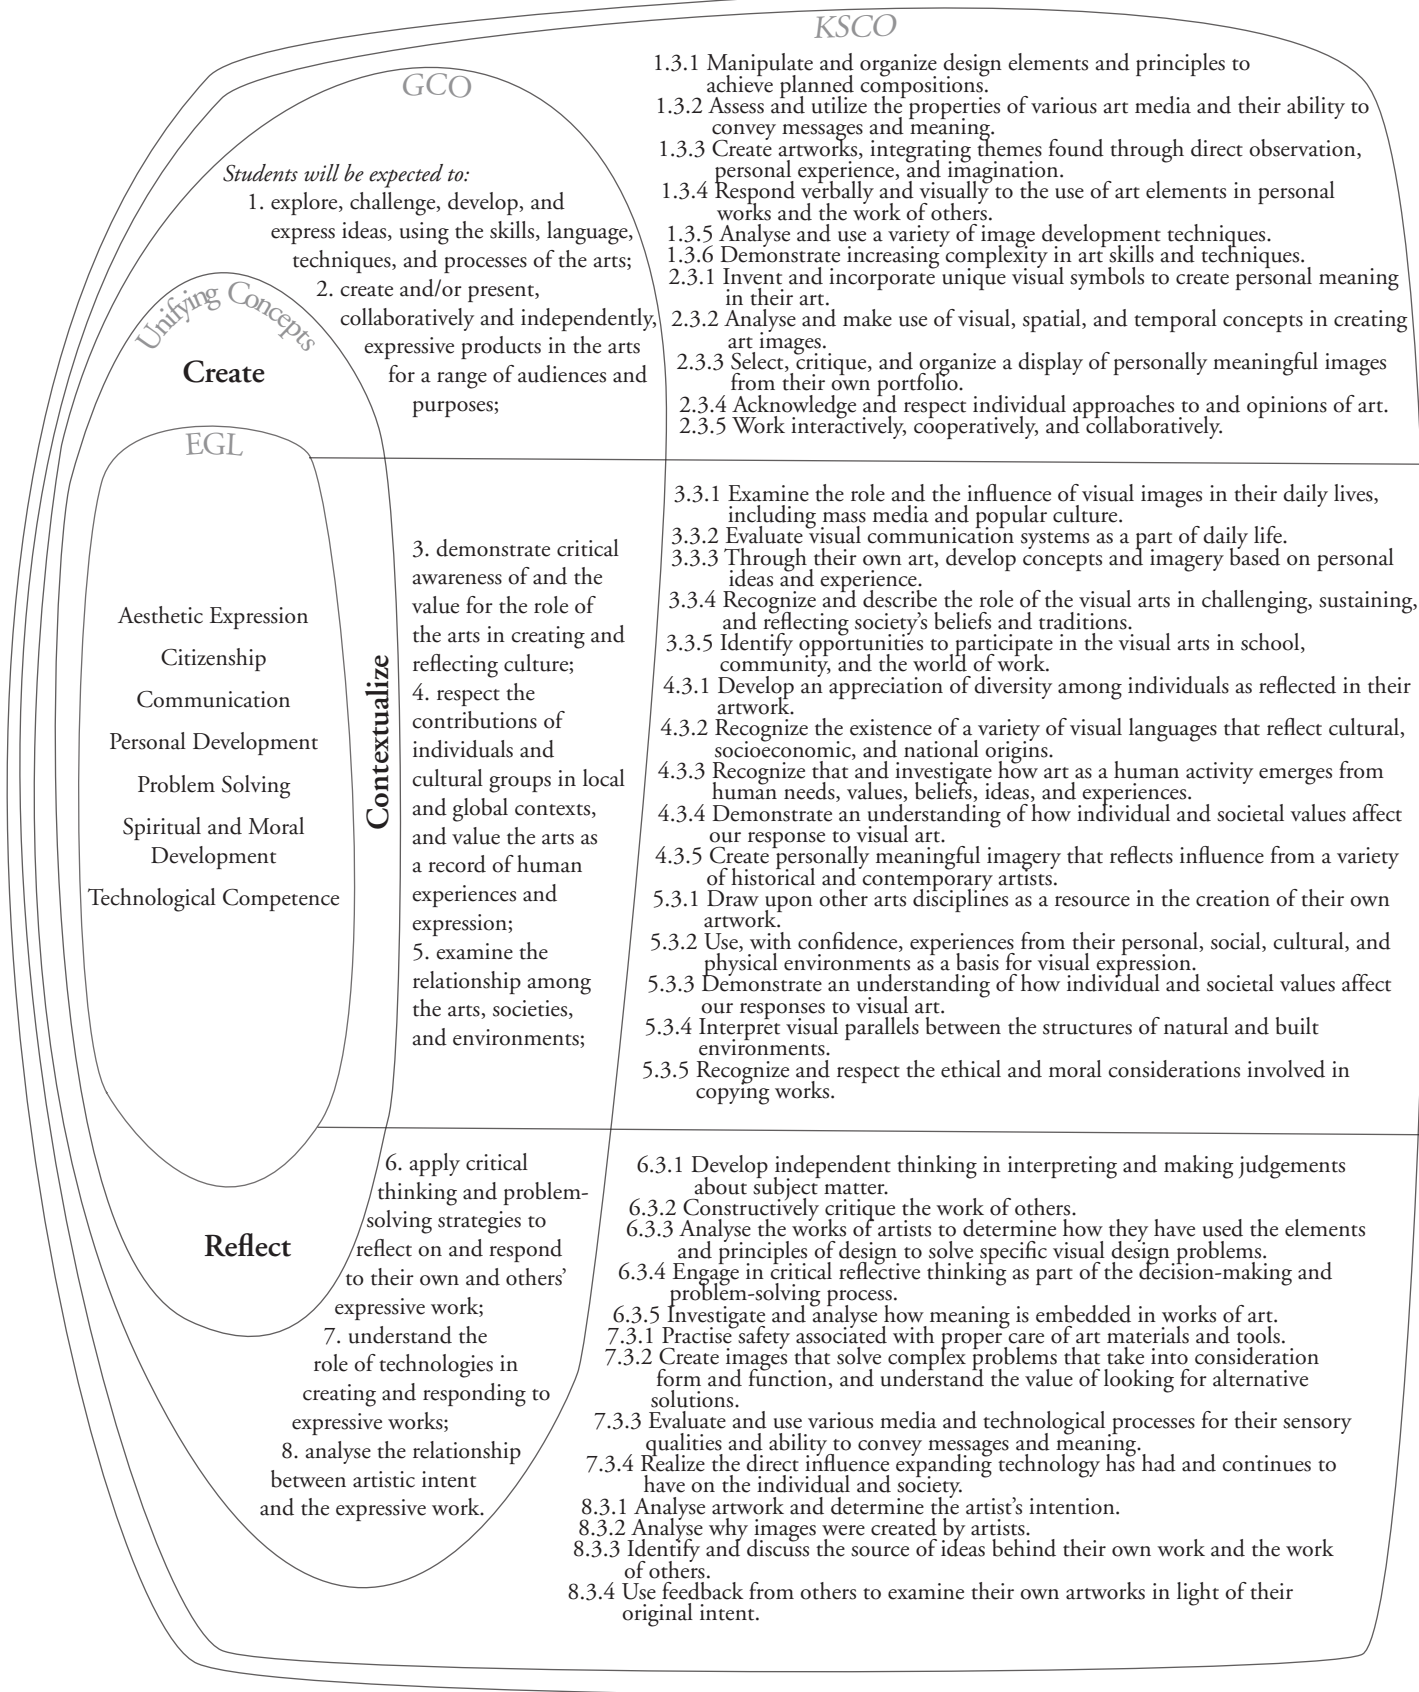 KSCO
1.3.1 Manipulate and organize design elements and principles to
achieve planned compositions.
1.3.2 Assess and utilize the properties of various art media and their ability to
convey messages and meaning.
1.3.3 Create artworks, integrating themes found through direct observation,
personal experience, and imagination.
1.3.4 Respond verbally and visually to the use of art elements in personal
works and the work of others.
1.3.5 Analyse and use a variety of image development techniques.
1.3.6 Demonstrate increasing complexity in art skills and techniques.
2.3.1 Invent and incorporate unique visual symbols to create personal meaning
in their art.
2.3.2 Analyse and make use of visual, spatial, and temporal concepts in creating
art images.
2.3.3 Select, critique, and organize a display of personally meaningful images
from their own portfolio.
2.3.4 Acknowledge and respect individual approaches to and opinions of art.
2.3.5 Work interactively, cooperatively, and collaboratively.
GCO
Students will be expected to:
1. explore, challenge, develop, and
express ideas, using the skills, language,
techniques, and processes of the arts;
2. create and/or present,
collaboratively and independently,
expressive products in the arts
for a range of audiences and
purposes;
Unifying Concepts
Create
EGL
Aesthetic Expression
Citizenship
Communication
Personal Development
Problem Solving
Spiritual and Moral
Development
Technological Competence
Contextualize
3. demonstrate critical
awareness of and the
value for the role of
the arts in creating and
reflecting culture;
4. respect the
contributions of
individuals and
cultural groups in local
and global contexts,
and value the arts as
a record of human
experiences and
expression;
5. examine the
relationship among
the arts, societies,
and environments;
3.3.1 Examine the role and the influence of visual images in their daily lives,
including mass media and popular culture.
3.3.2 Evaluate visual communication systems as a part of daily life.
3.3.3 Through their own art, develop concepts and imagery based on personal
ideas and experience.
3.3.4 Recognize and describe the role of the visual arts in challenging, sustaining,
and reflecting society's beliefs and traditions.
3.3.5 Identify opportunities to participate in the visual arts in school,
community, and the world of work.
4.3.1 Develop an appreciation of diversity among individuals as reflected in their
artwork.
4.3.2 Recognize the existence of a variety of visual languages that reflect cultural,
socioeconomic, and national origins.
4.3.3 Recognize that and investigate how art as a human activity emerges from
human needs, values, beliefs, ideas, and experiences.
4.3.4 Demonstrate an understanding of how individual and societal values affect
our response to visual art.
4.3.5 Create personally meaningful imagery that reflects influence from a variety
of historical and contemporary artists.
5.3.1 Draw upon other arts disciplines as a resource in the creation of their own
artwork.
5.3.2 Use, with confidence, experiences from their personal, social, cultural, and
physical environments as a basis for visual expression.
5.3.3 Demonstrate an understanding of how individual and societal values affect
our responses to visual art.
5.3.4 Interpret visual parallels between the structures of natural and built
environments.
5.3.5 Recognize and respect the ethical and moral considerations involved in
copying works.
Reflect
6. apply critical
thinking and problem-
solving strategies to
reflect on and respond
to their own and others'
expressive work;
7. understand the
role of technologies in
creating and responding to
expressive works;
8. analyse the relationship
between artistic intent
and the expressive work.
6.3.1 Develop independent thinking in interpreting and making judgements
about subject matter.
6.3.2 Constructively critique the work of others.
6.3.3 Analyse the works of artists to determine how they have used the elements
and principles of design to solve specific visual design problems.
6.3.4 Engage in critical reflective thinking as part of the decision-making and
problem-solving process.
6.3.5 Investigate and analyse how meaning is embedded in works of art.
7.3.1 Practise safety associated with proper care of art materials and tools.
7.3.2 Create images that solve complex problems that take into consideration
form and function, and understand the value of looking for alternative
solutions.
7.3.3 Evaluate and use various media and technological processes for their sensory
qualities and ability to convey messages and meaning.
7.3.4 Realize the direct influence expanding technology has had and continues to
have on the individual and society.
8.3.1 Analyse artwork and determine the artist's intention.
8.3.2 Analyse why images were created by artists.
8.3.3 Identify and discuss the source of ideas behind their own work and the work
of others.
8.3.4 Use feedback from others to examine their own artworks in light of their
original intent.